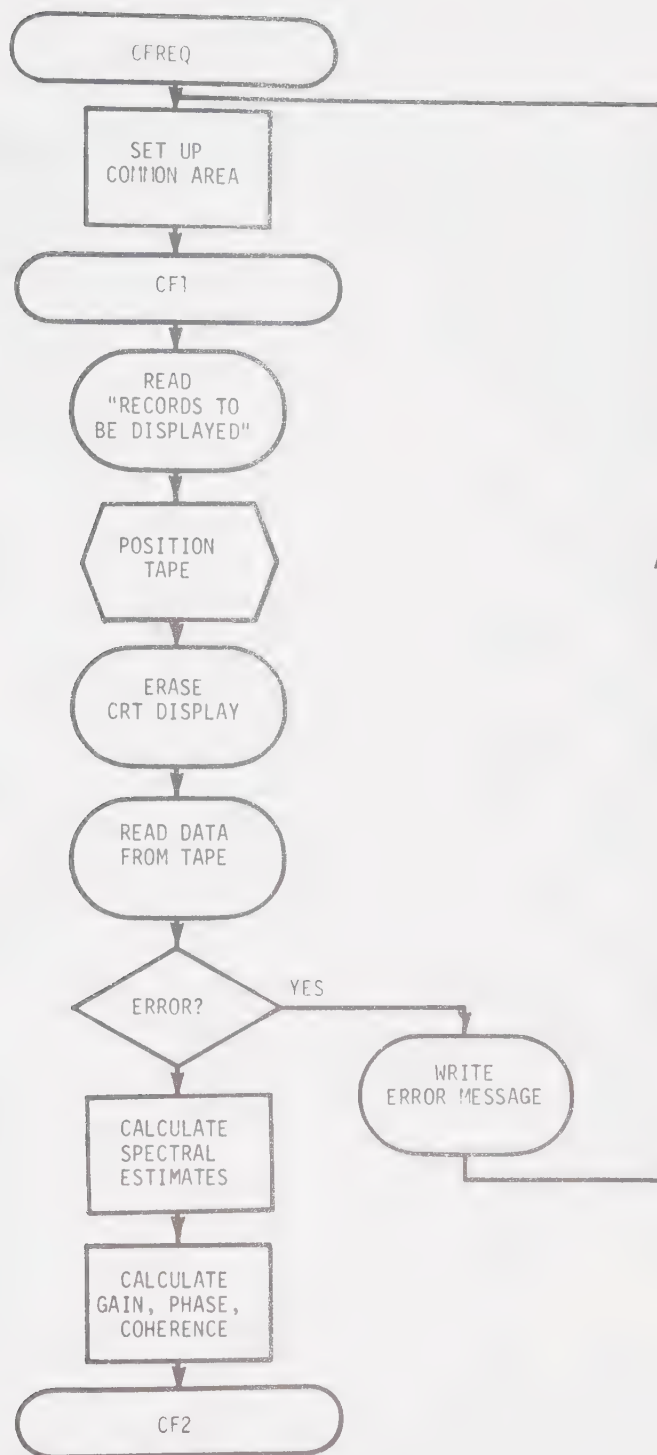 CFREQ
SET UP
COMMON AREA
CF1
READ
"RECORDS TO
BE DISPLAYED"
POSITION
TAPE
ERASE
CRT DISPLAY
READ DATA
FROM TAPE
ERROR?
YES
WRITE
ERROR MESSAGE
CALCULATE
SPECTRAL
ESTIMATES
CALCULATE
GAIN, PHASE,
COHERENCE
CF2